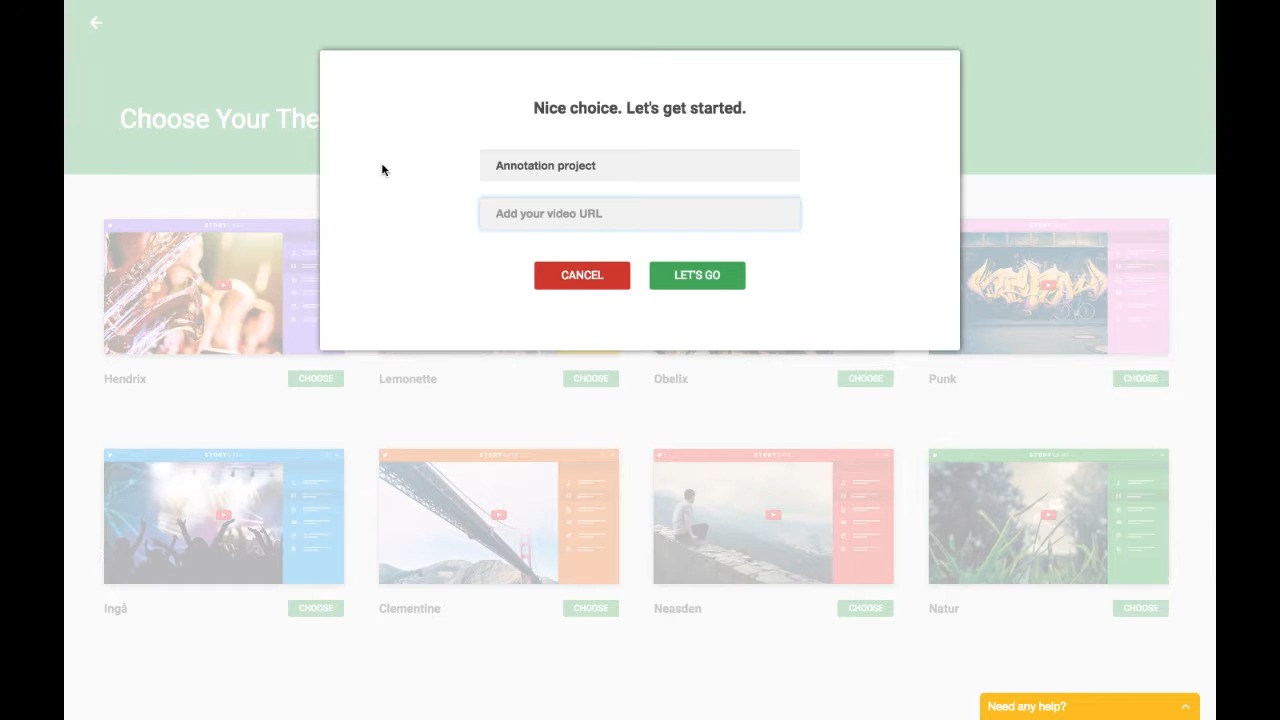 Choose Your The
Nice choice. Let's get started.
Annotation project
Add your video URL
CANCEL
LET'S GO
Hendrix
CHOOSE
Lemonette
CHOOSE
Obelix
CHOOSE
Punk
CHOOSE
Ingå
CHOOSE
Clementine
CHOOSE
Neasden
CHOOSE
Natur
CHOOSE
Need any help?